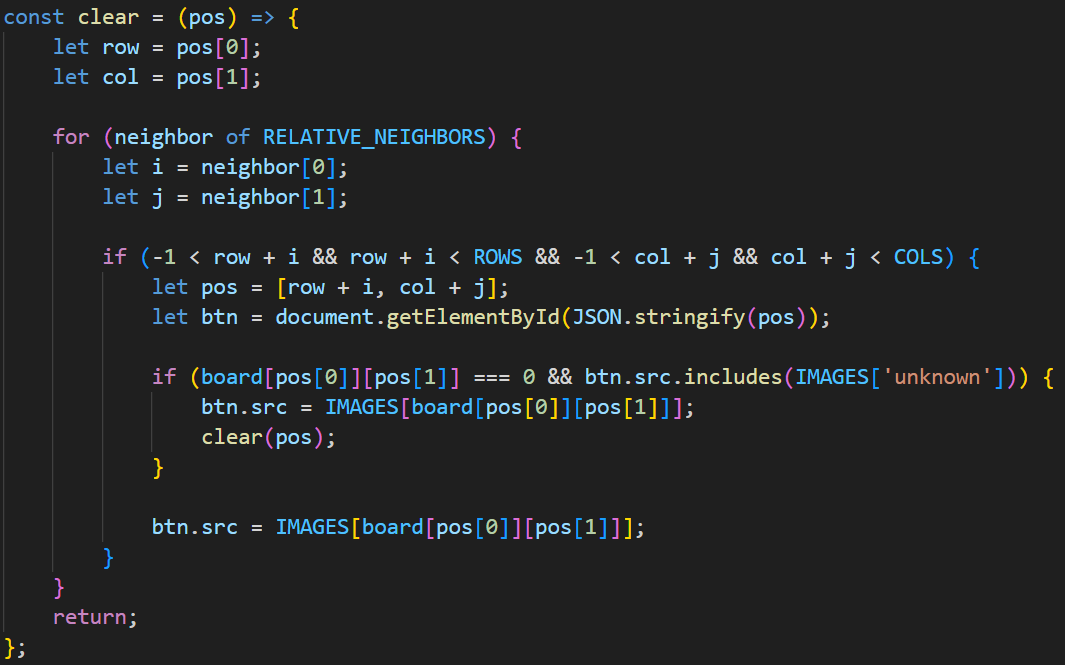 const clear = (pos) => {
    let row = pos[0];
    let col = pos[1];

    for (neighbor of RELATIVE_NEIGHBORS) {
        let i = neighbor[0];
        let j = neighbor[1];

        if (-1 < row + i && row + i < ROWS && -1 < col + j && col + j < COLS) {
            let pos = [row + i, col + j];
            let btn = document.getElementById(JSON.stringify(pos));

            if (board[pos[0]][pos[1]] === 0 && btn.src.includes(IMAGES['unknown'])) {
                btn.src = IMAGES[board[pos[0]][pos[1]]];
                clear(pos);
            }

            btn.src = IMAGES[board[pos[0]][pos[1]]];
        }
    }
    return;
};